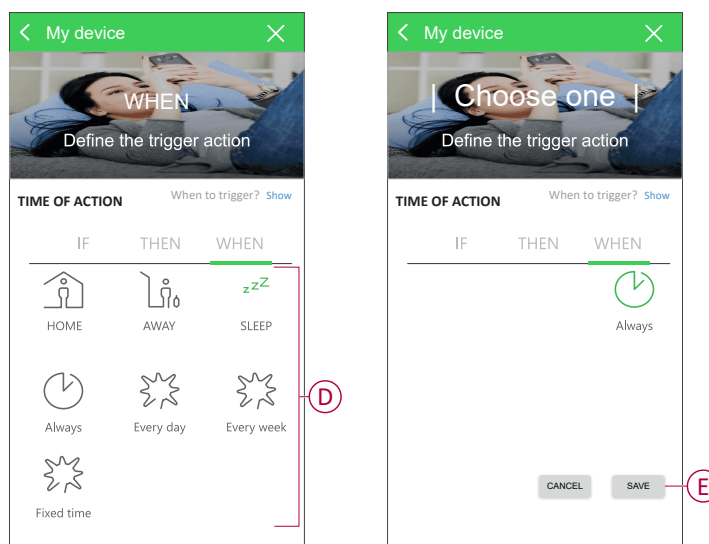 My device
WHEN
Define the trigger action
TIME OF ACTION
When to trigger? Show
IF THEN WHEN
HOME AWAY zzZ SLEEP
Always Every day Every week
Fixed time
D
My device
| Choose one |
Define the trigger action
TIME OF ACTION
When to trigger? Show
IF THEN WHEN
Always
CANCEL SAVE
E